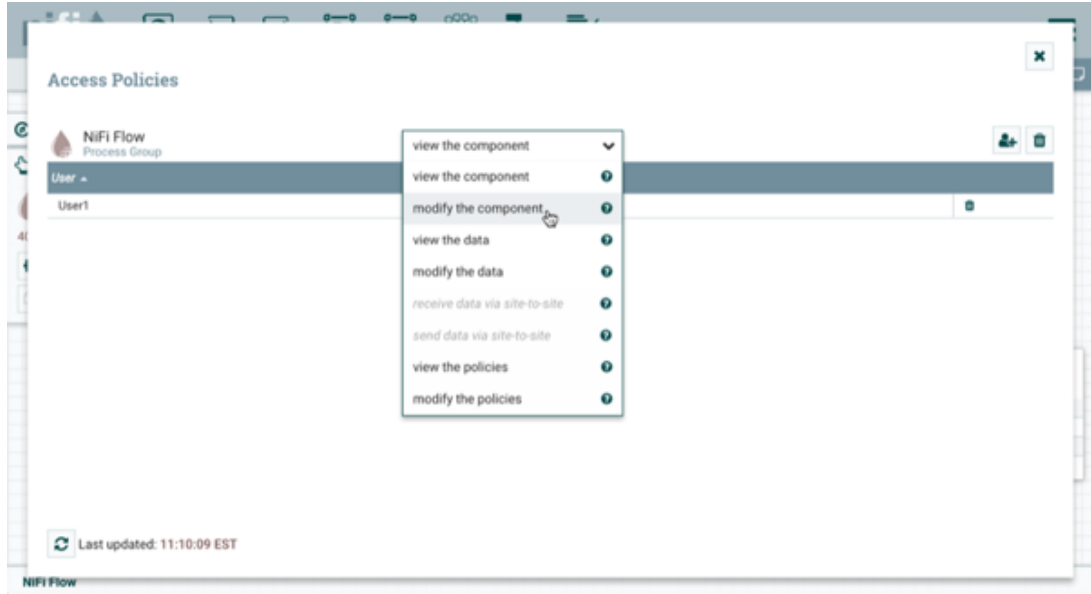 Access Policies
NiFi Flow
Process Group
view the component
User
view the component
User1
modify the component
view the data
modify the data
receive data via site-to-site
send data via site-to-site
view the policies
modify the policies
Last updated: 11:10:09 EST
NiFi Flow